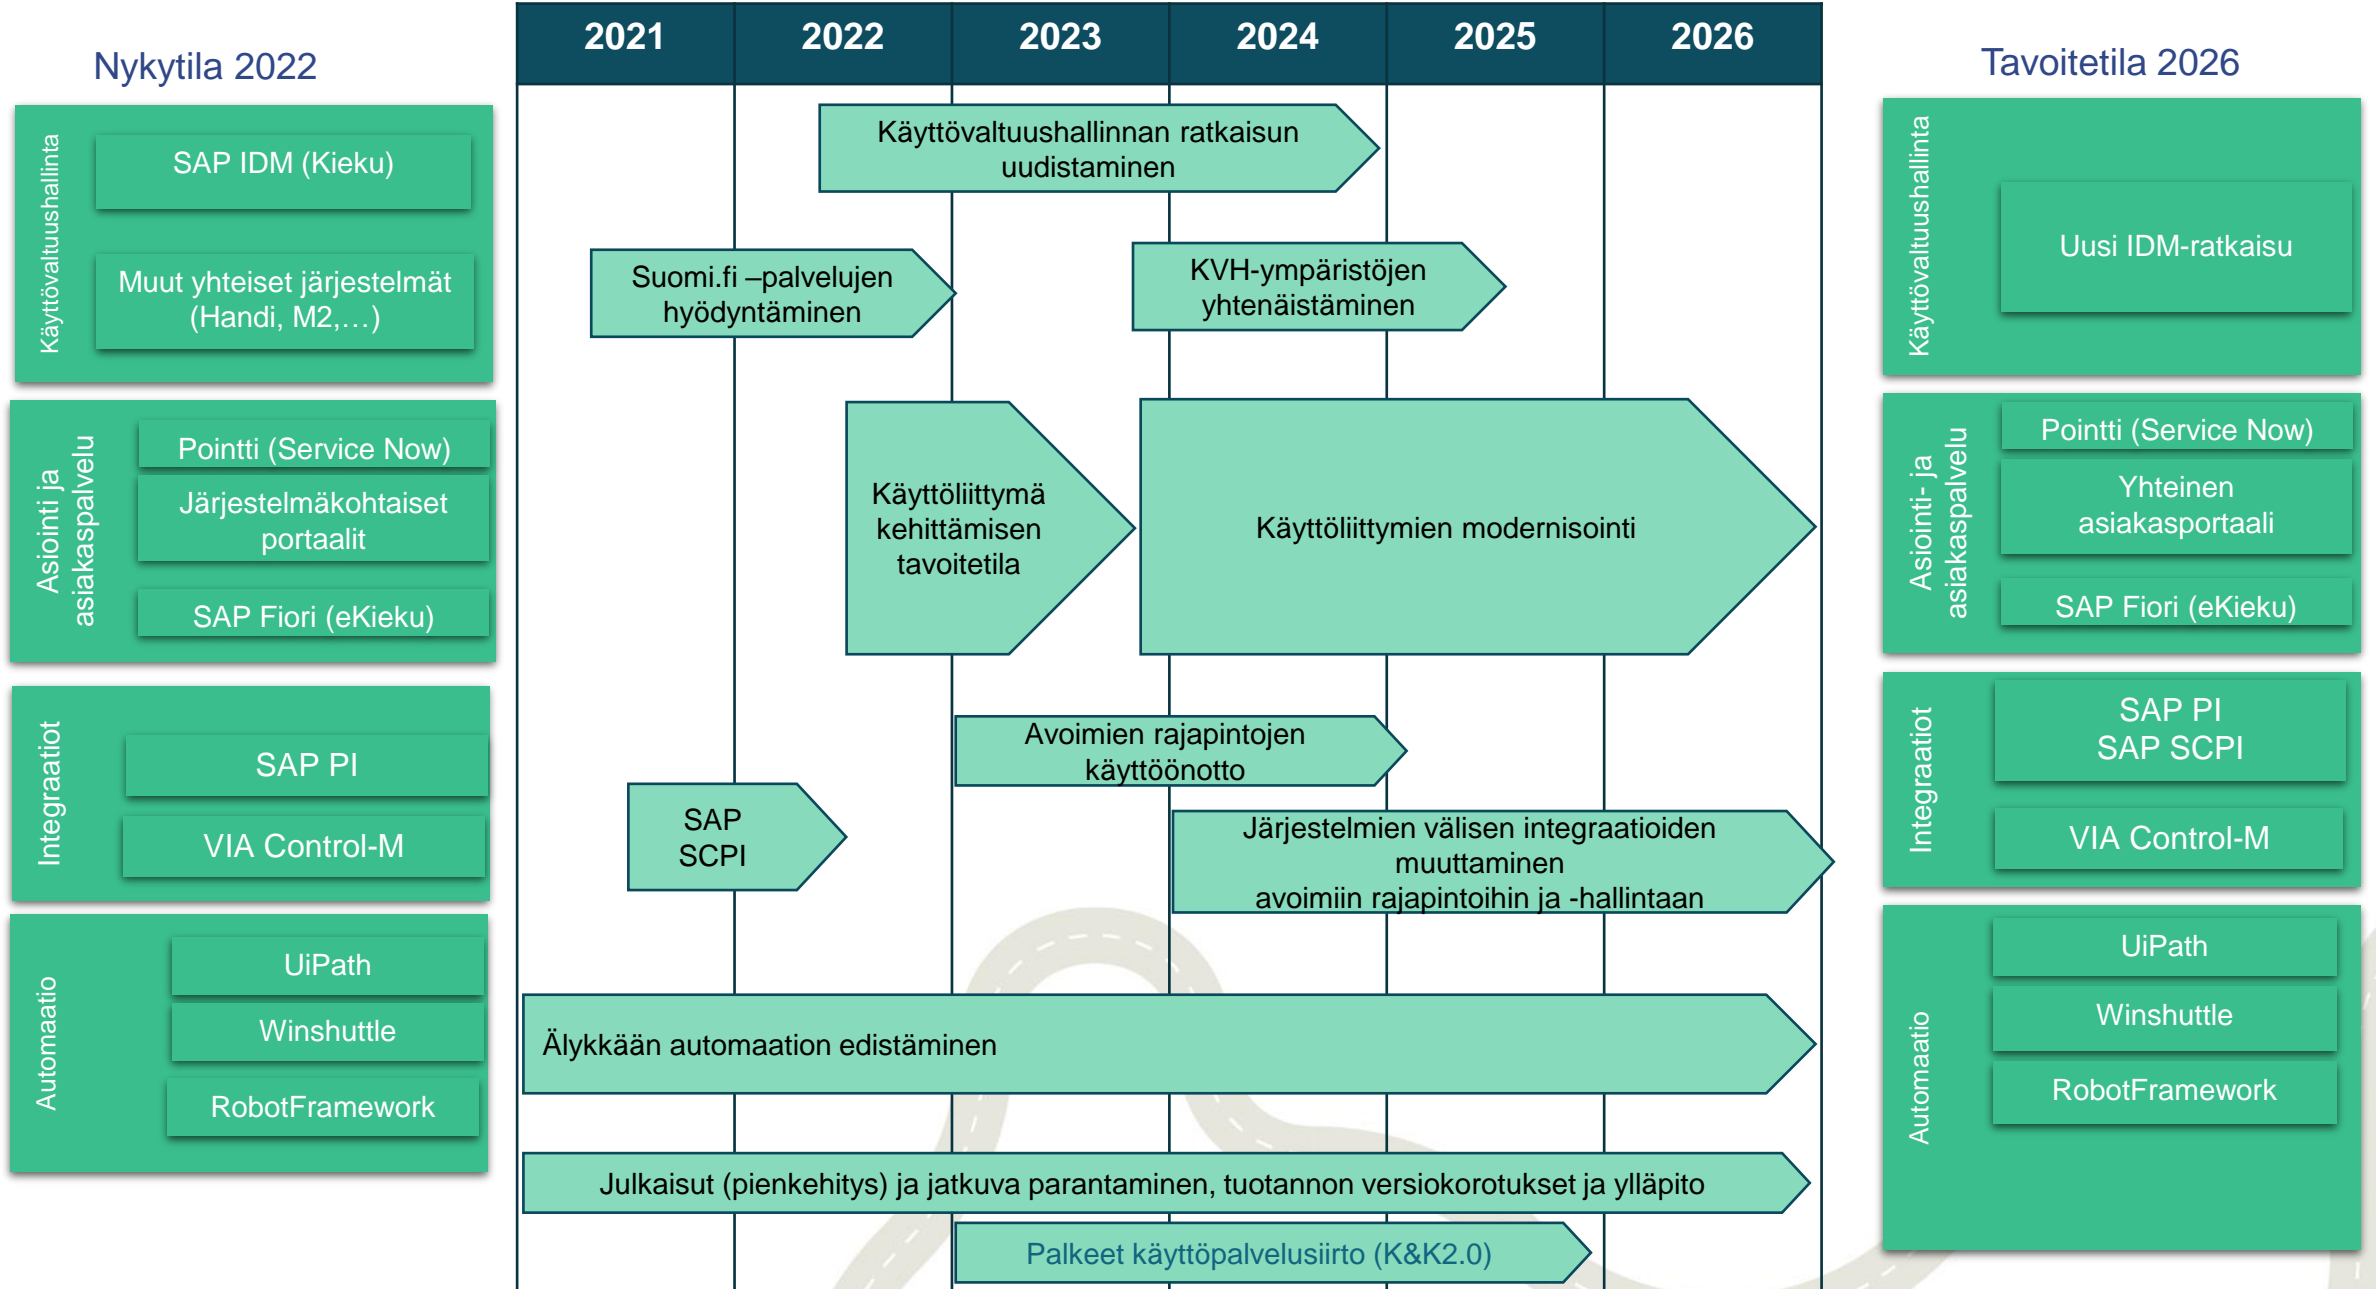 Nykytila 2022
2021
2022
2023
2024
2025
2026
Tavoitetila 2026
Käyttövaltuushallinta
SAP IDM (Kieku)
Muut yhteiset järjestelmät
(Handi, M2,…)
Asiointi ja
asiakaspalvelu
Pointti (Service Now)
Järjestelmäkohtaiset
portaalit
SAP Fiori (eKieku)
Integraatiot
SAP PI
VIA Control-M
Automaatio
UiPath
Winshuttle
RobotFramework
Käyttövaltuushallinnan ratkaisun
uudistaminen
Suomi.fi –palvelujen
hyödyntäminen
KVH-ympäristöjen
yhtenäistäminen
Käyttöliittymä
kehittämisen
tavoitetila
Käyttöliittymien modernisointi
Avoimien rajapintojen
käyttöönotto
SAP
SCPI
Järjestelmien välisen integraatioiden
muuttaminen
avoimiin rajapintoihin ja -hallintaan
Älykkään automaation edistäminen
Julkaisut (pienkehitys) ja jatkuva parantaminen, tuotannon versiokorotukset ja ylläpito
Palkeet käyttöpalvelusiirto (K&K2.0)
Käyttövaltuushallinta
Uusi IDM-ratkaisu
Asiointi- ja
asiakaspalvelu
Pointti (Service Now)
Yhteinen
asiakasportaali
SAP Fiori (eKieku)
Integraatiot
SAP PI
SAP SCPI
VIA Control-M
Automaatio
UiPath
Winshuttle
RobotFramework